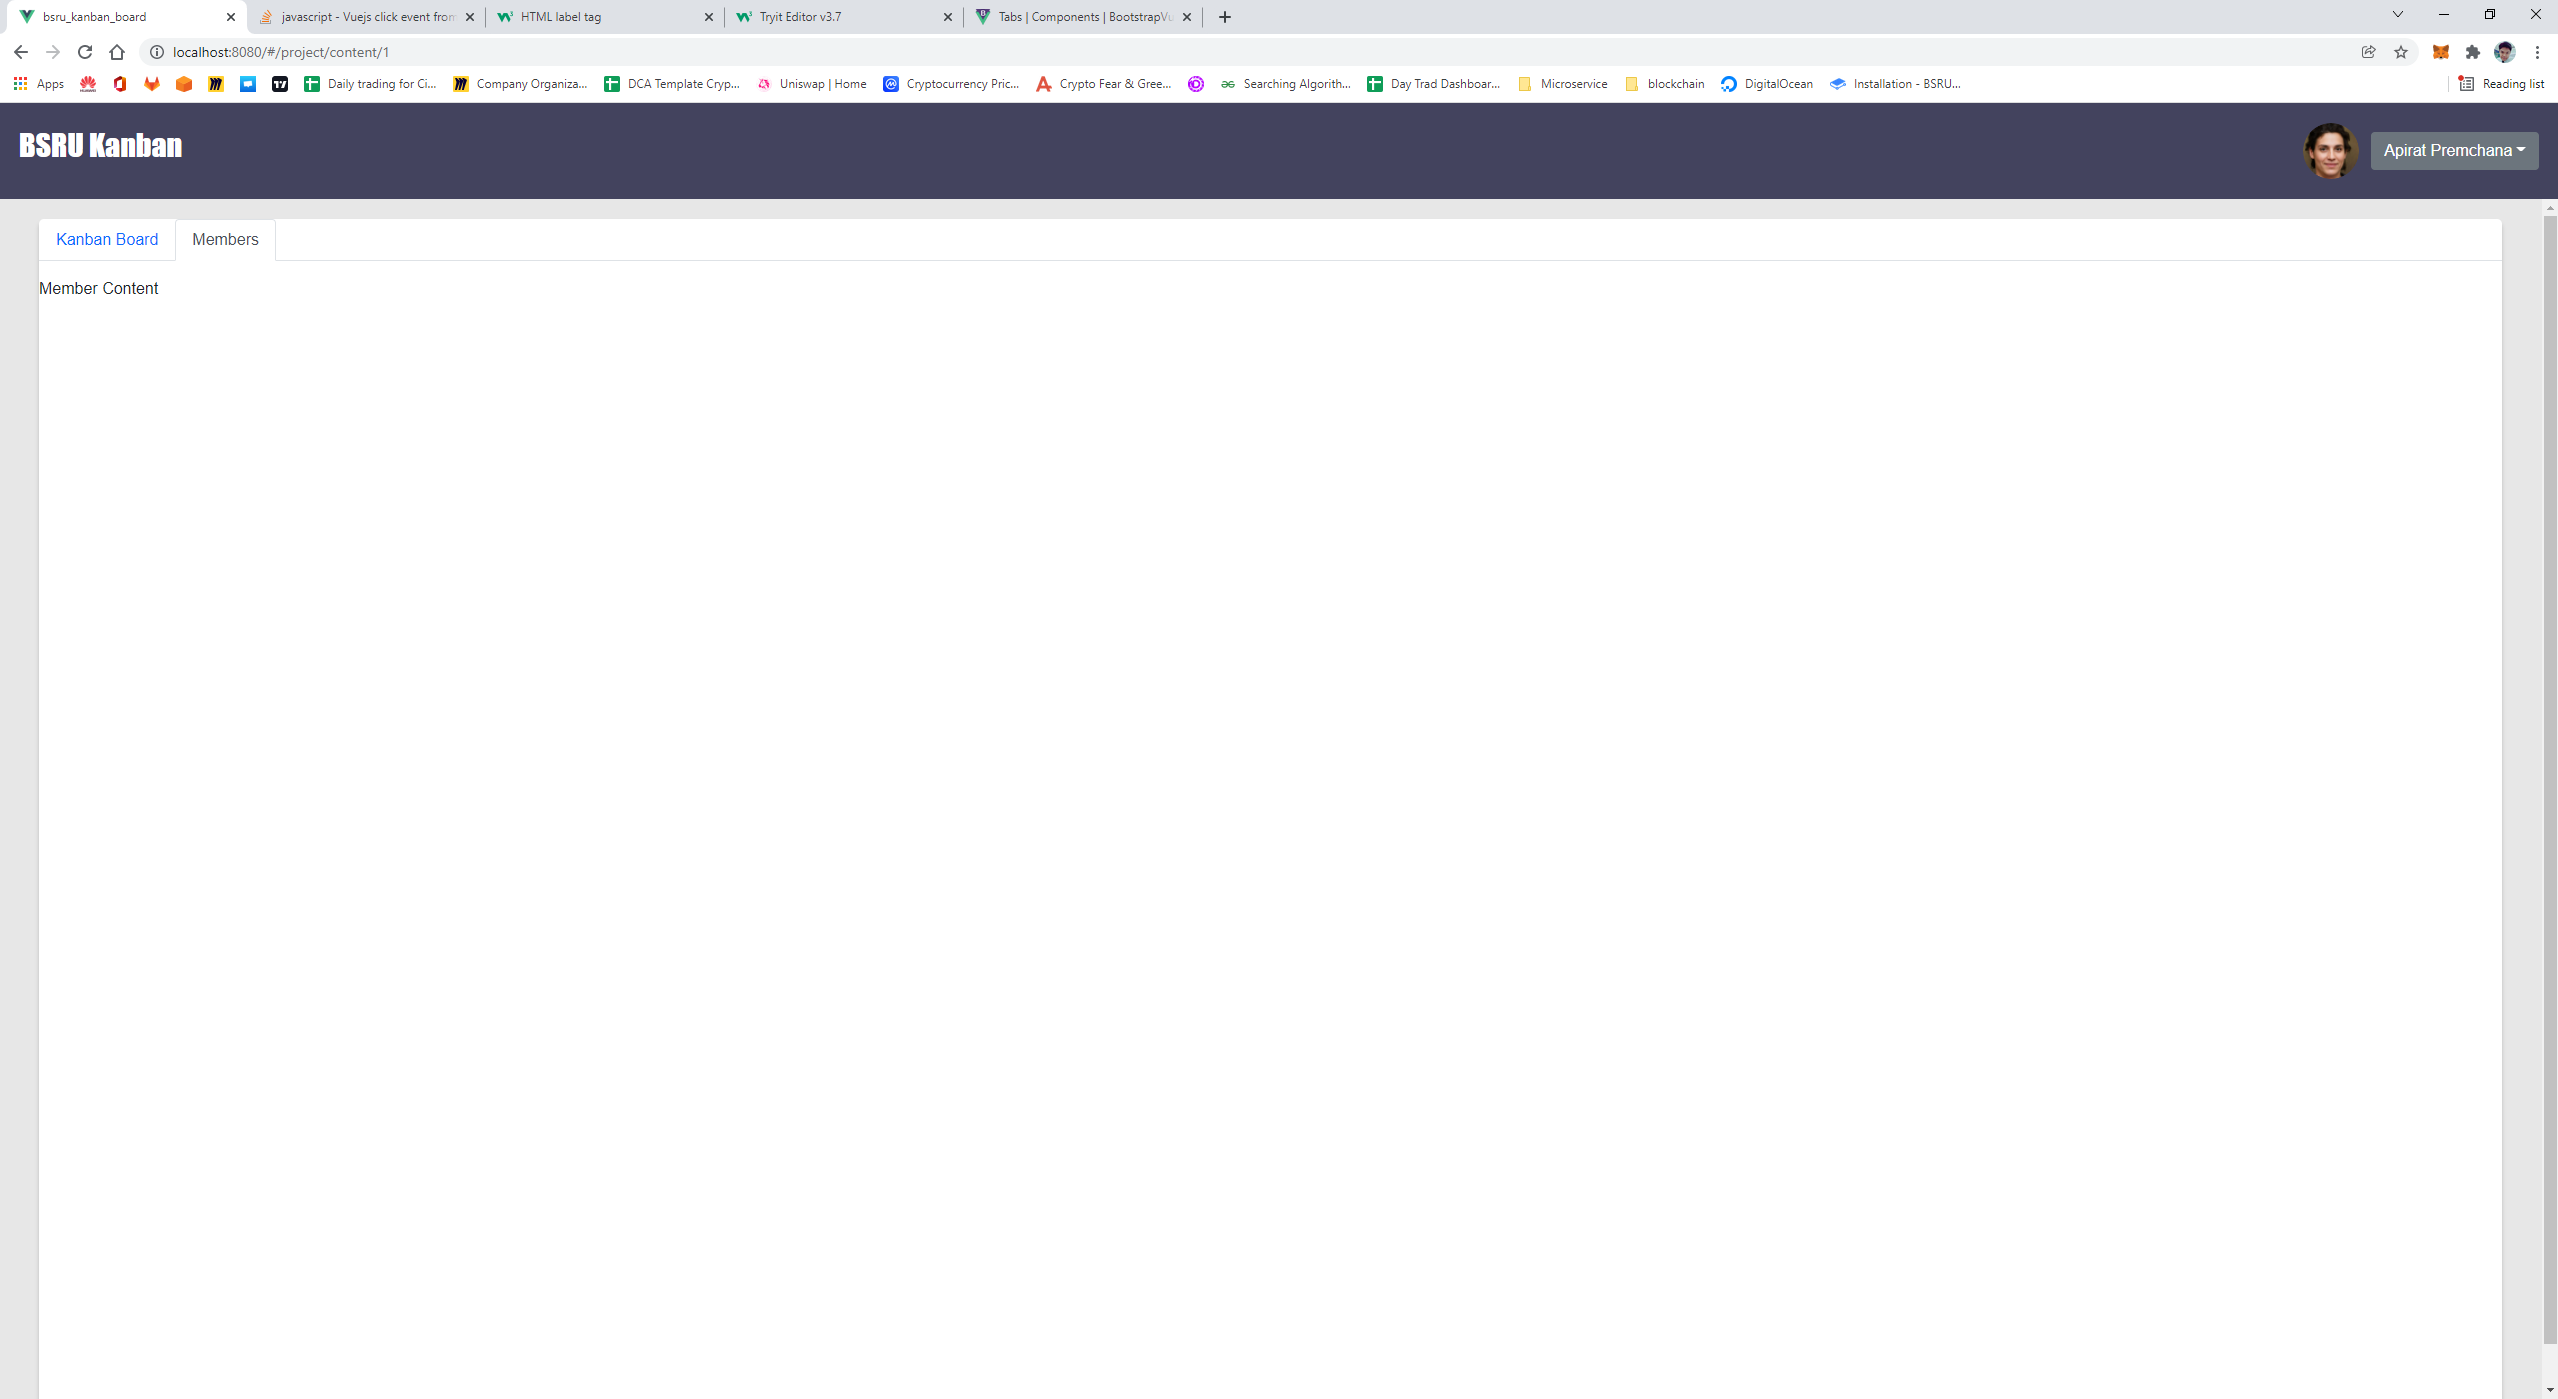 bsru_kanban_board
javascript - Vuejs click event from
HTML label tag
Tryit Editor v3.7
Tabs | Components | BootstrapVu
localhost:8080/#/project/content/1
Apps
Daily trading for Ci...
Company Organiza...
DCA Template Cryp...
Uniswap | Home
Cryptocurrency Pric...
Crypto Fear & Gree...
Searching Algorith...
Day Trad Dashboar...
Microservice
blockchain
DigitalOcean
Installation - BSRU...
Reading list
BSRU Kanban
Apirat Premchana
Kanban Board
Members
Member Content